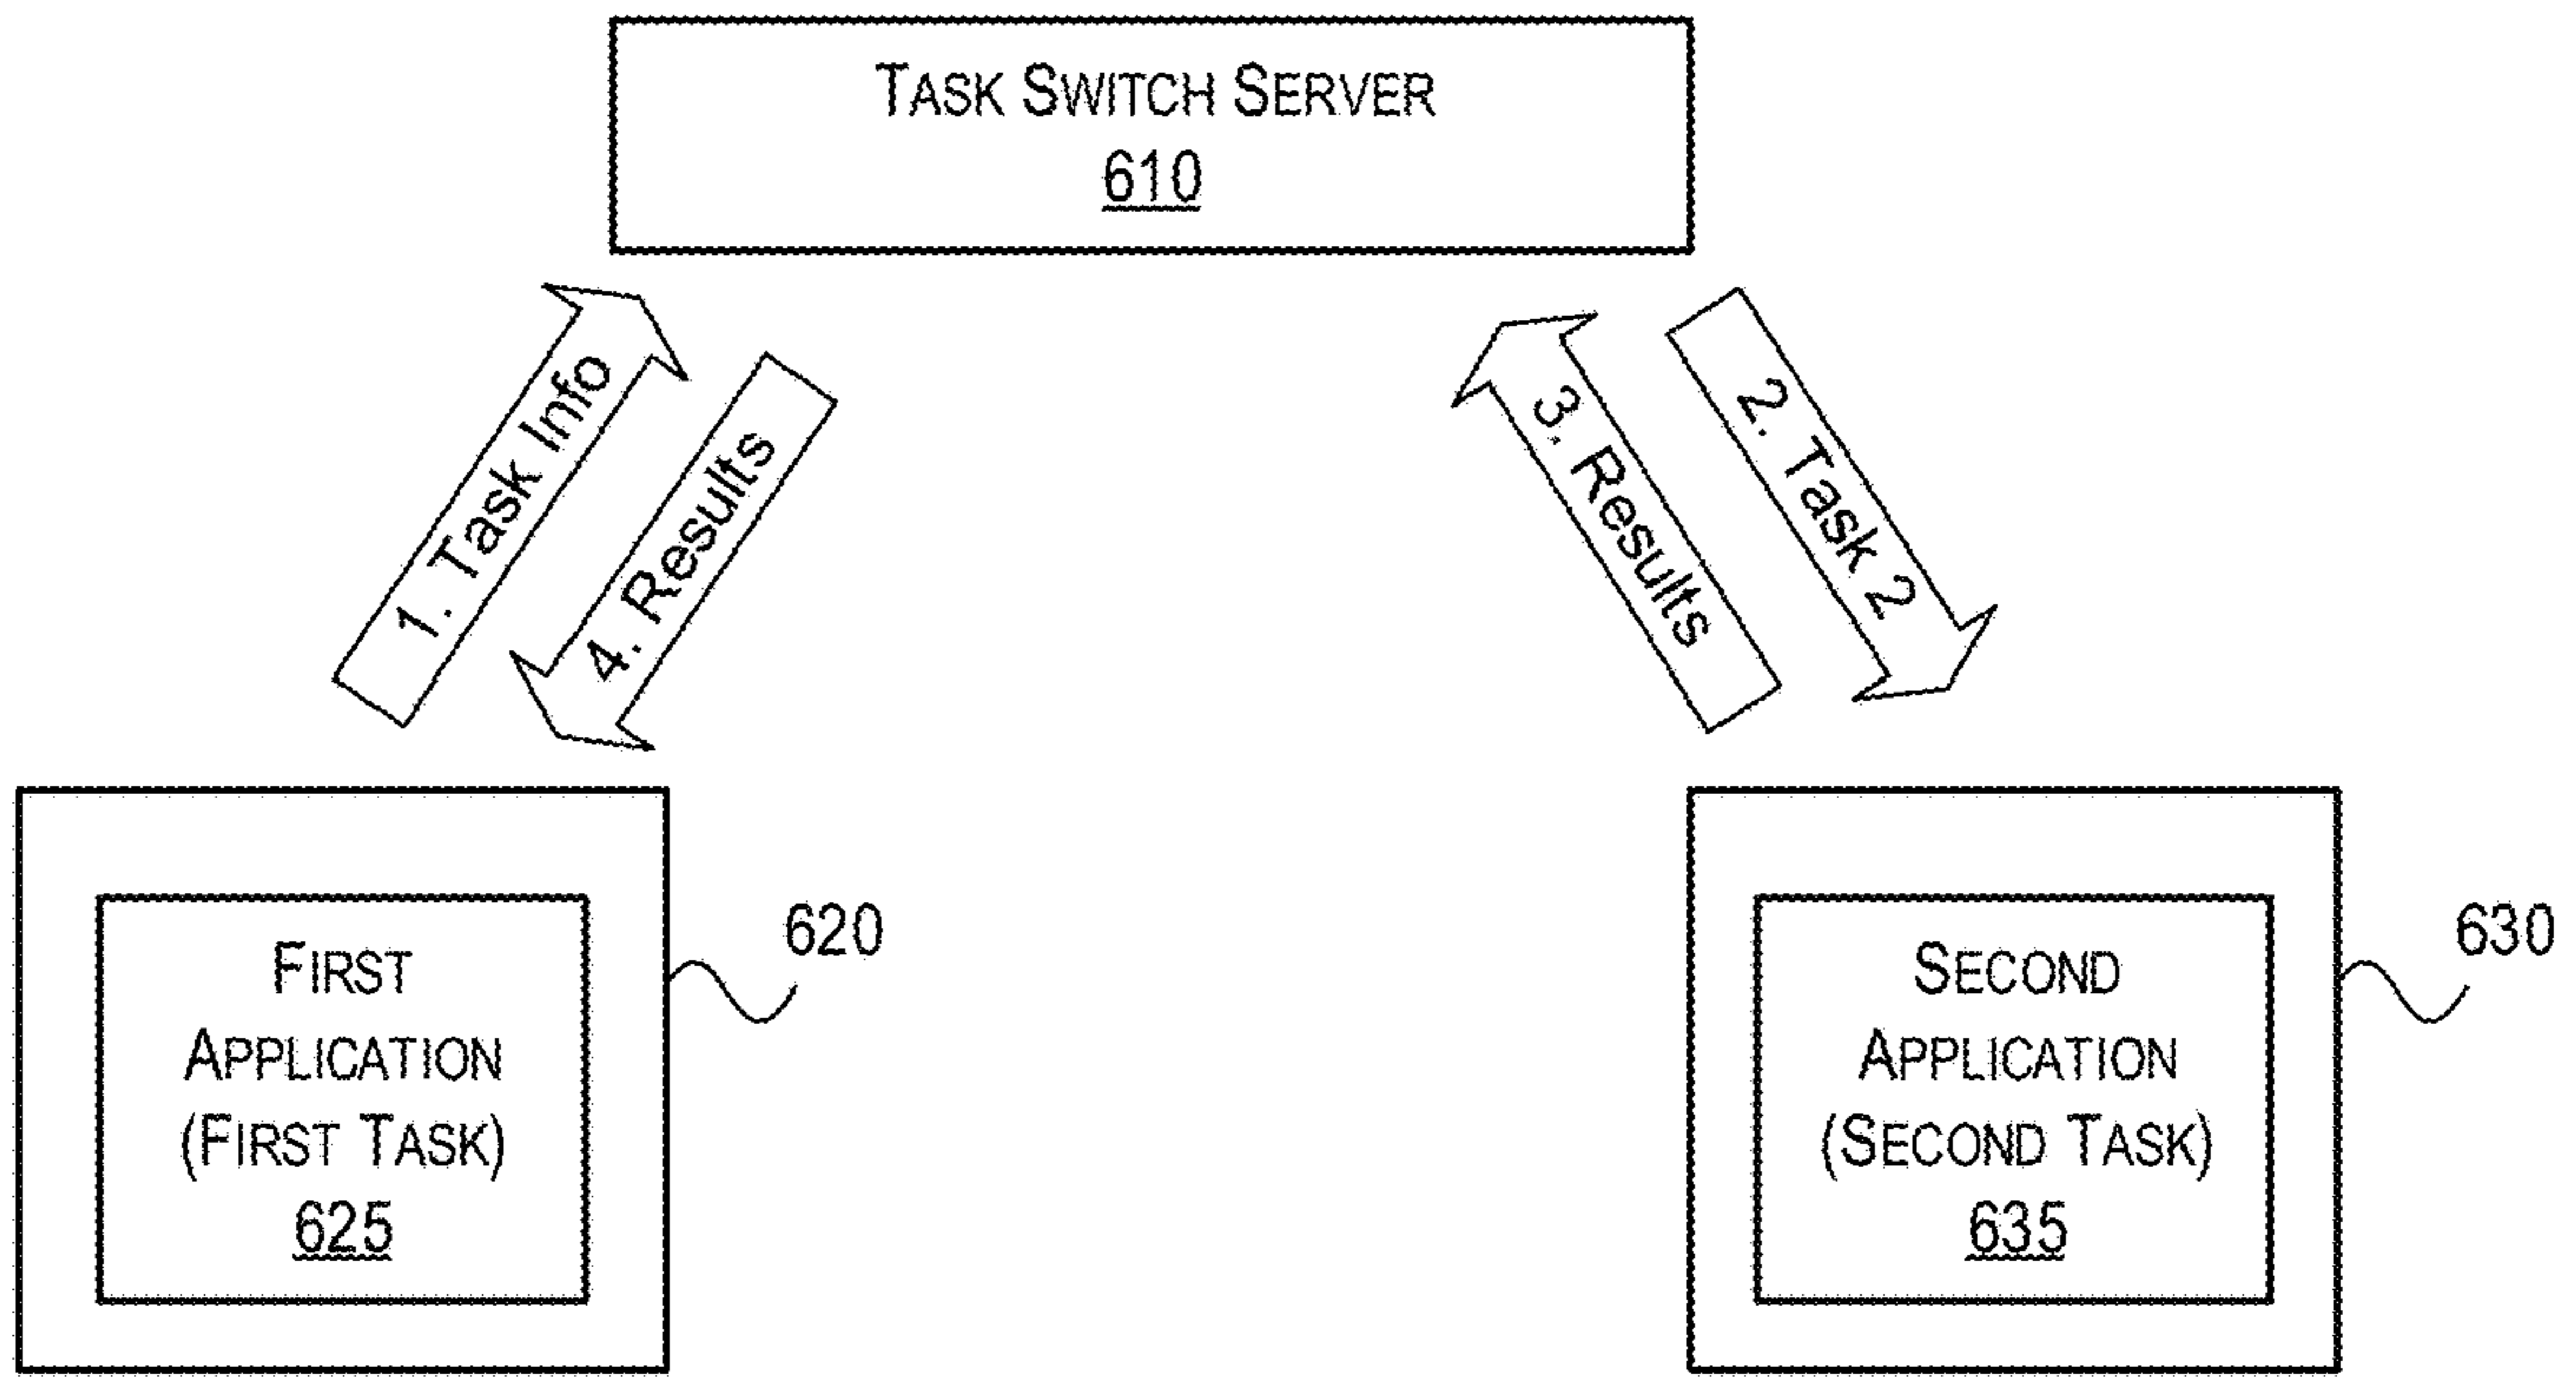 TASK SWITCH SERVER
610
1. Task Info
4. Results
3. Results
2. Task 2
FIRST
APPLICATION
(FIRST TASK)
625
620
SECOND
APPLICATION
(SECOND TASK)
635
630